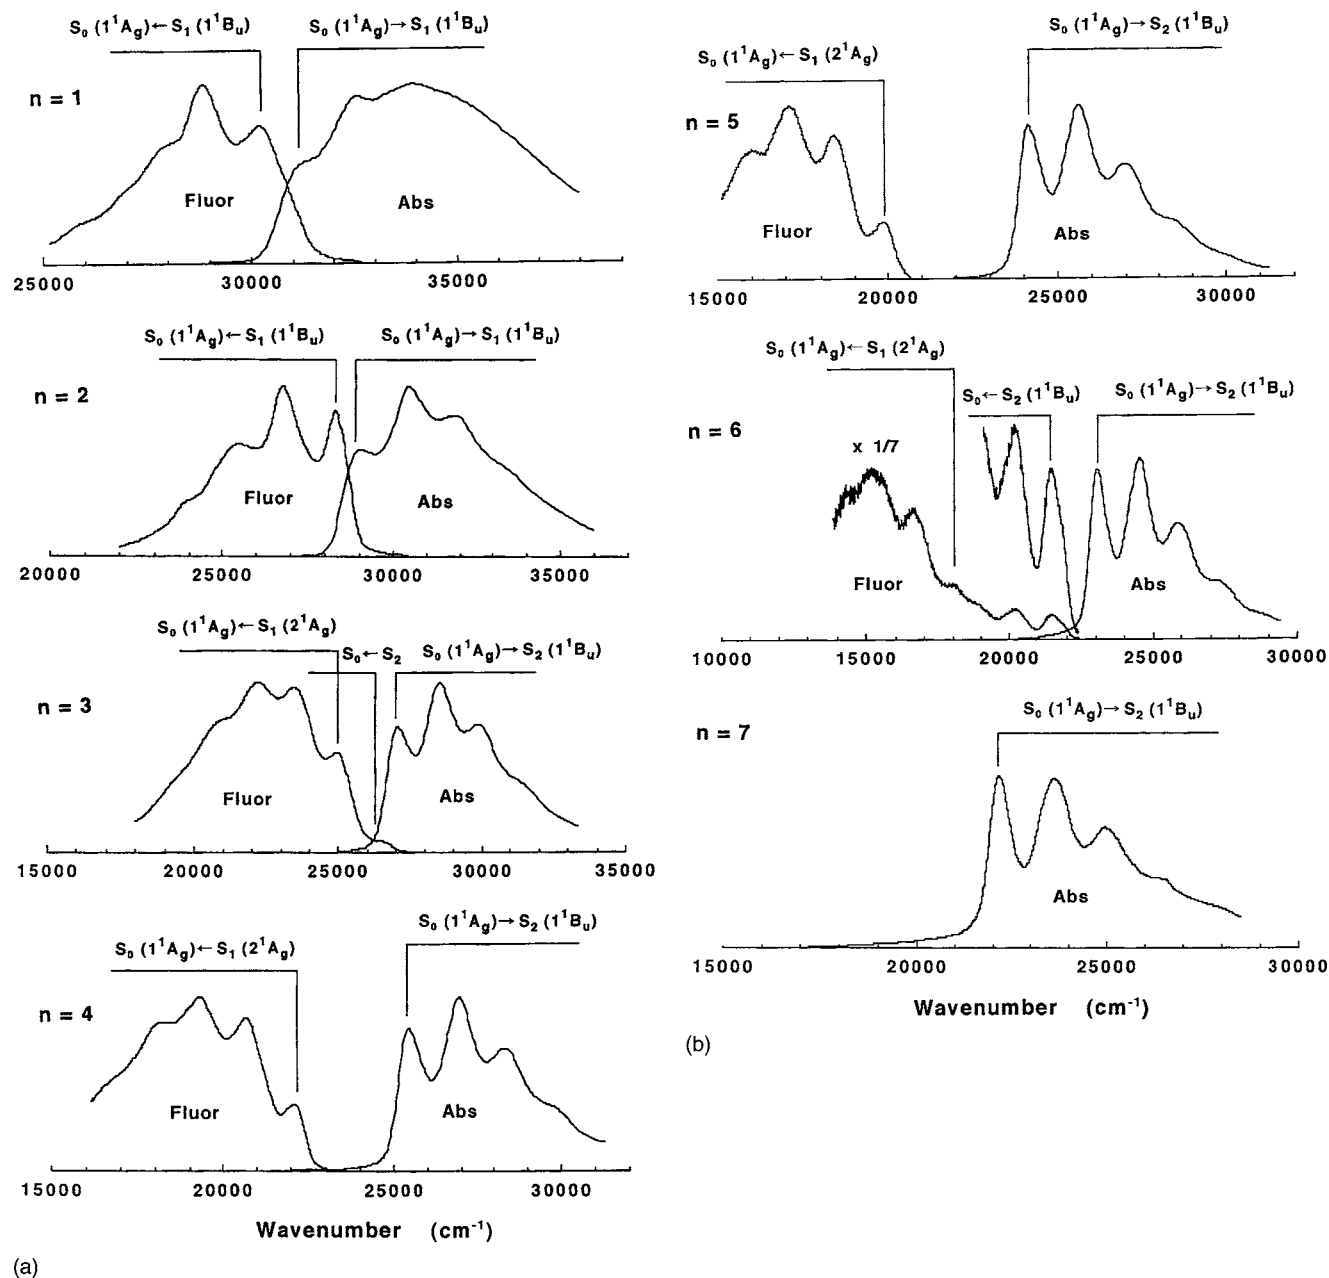 S₀ (1¹Ag)←S₁ (1¹Bu) S₀ (1¹Ag)→S₁ (1¹Bu)
n = 1
Fluor Abs
25000 30000 35000
S₀ (1¹Ag)←S₁ (1¹Bu) S₀ (1¹Ag)→S₁ (1¹Bu)
n = 2
Fluor Abs
20000 25000 30000 35000
S₀ (1¹Ag)←S₁ (2¹Ag)
S₀←S₂ S₀ (1¹Ag)→S₂ (1¹Bu)
n = 3
Fluor Abs
15000 20000 25000 30000 35000
S₀ (1¹Ag)→S₂ (1¹Bu)
S₀ (1¹Ag)←S₁ (2¹Ag)
n = 4
Fluor Abs
15000 20000 25000 30000
Wavenumber (cm⁻¹)
(a)
S₀ (1¹Ag)→S₂ (1¹Bu)
S₀ (1¹Ag)←S₁ (2¹Ag)
n = 5
Fluor Abs
15000 20000 25000 30000
S₀ (1¹Ag)←S₁ (2¹Ag)
S₀←S₂ (1¹Bu) S₀ (1¹Ag)→S₂ (1¹Bu)
n = 6
x 1/7
Fluor Abs
10000 15000 20000 25000 30000
S₀ (1¹Ag)→S₂ (1¹Bu)
n = 7
Abs
15000 20000 25000 30000
Wavenumber (cm⁻¹)
(b)